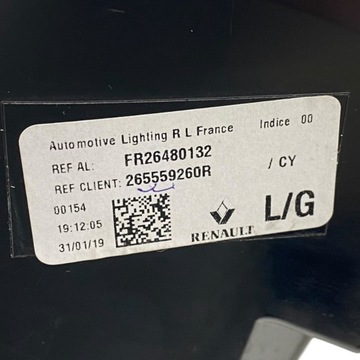 Automotive Lighting R L France Indice 00
REF AL: FR26480132
REF CLIENT: 265559260R / CY
00154
19:12:05
31/01/19
RENAULT
L/G